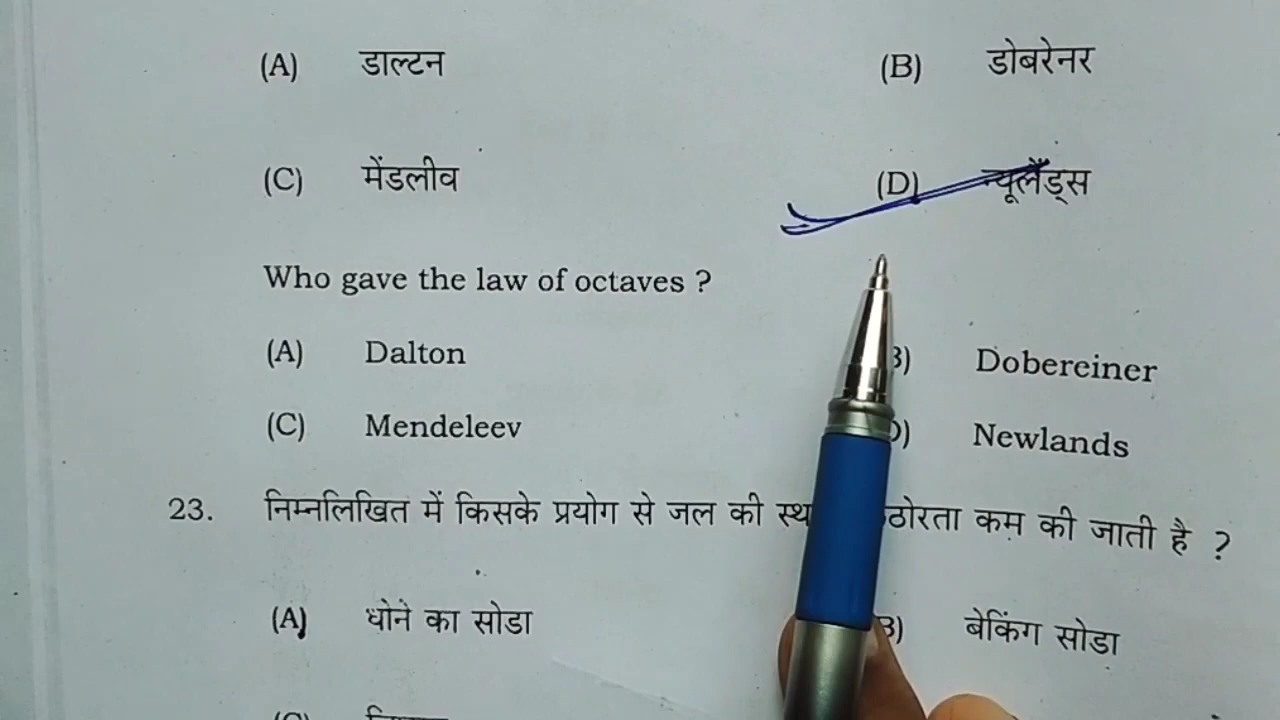 (A) डाल्टन (B) डोबरेनर
(C) मेंडलीव (D) न्यूलैंड्स
Who gave the law of octaves ?
(A) Dalton B) Dobereiner
(C) Mendeleev D) Newlands
23. निम्नलिखित में किसके प्रयोग से जल की कम की जाती है ?
(A) धोने का सोडा B) बेकिंग सोडा
(C)